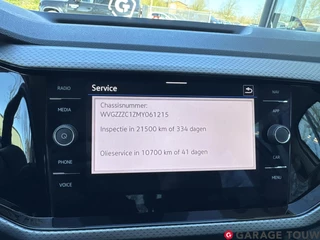 RADIO
MEDIA
PHONE
VOICE
Service
Chassisnummer:
WVGZZZC1ZMY061215
Inspectie in 21500 km of 334 dagen
Olieservice in 10700 km of 41 dagen
NAV
APP
CAR
MENU
G GARAGE TOUW